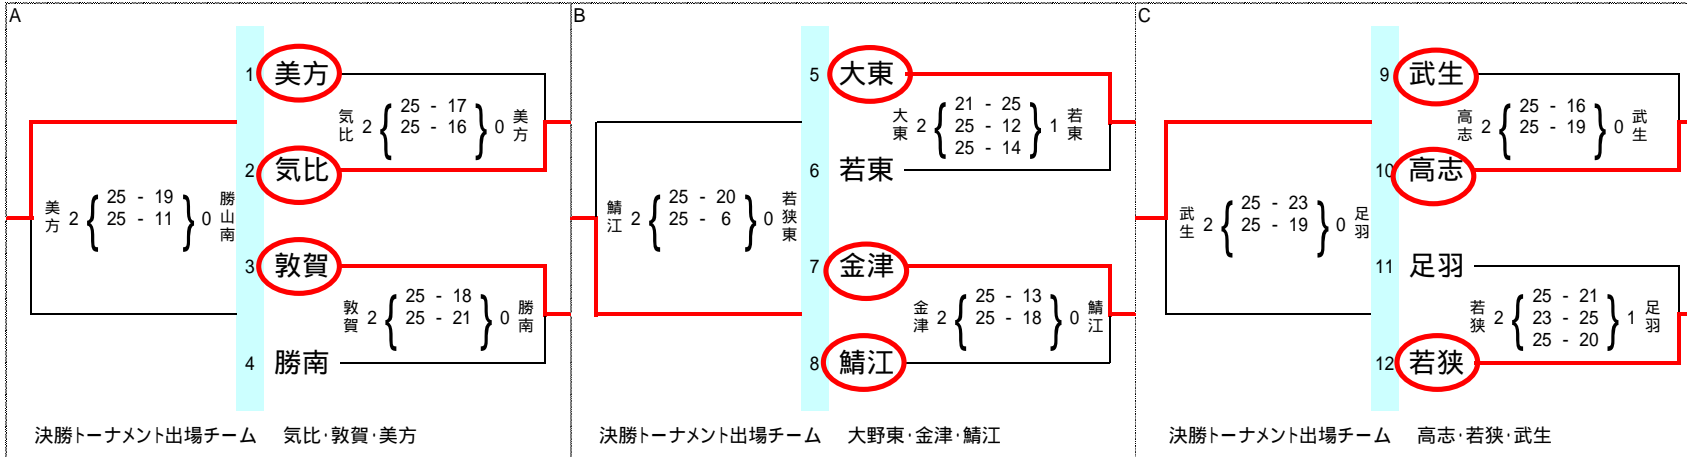 A
1 美方
気比 2 { 25 - 17 } 0 美方
25 - 16
2 気比
美方 2 { 25 - 19 } 0 勝山南
25 - 11
3 敦賀
敦賀 2 { 25 - 18 } 0 勝南
25 - 21
4 勝南
決勝トーナメント出場チーム 気比・敦賀・美方
B
5 大東
大東 2 { 21 - 25 } 1 若東
25 - 12
25 - 14
6 若東
鯖江 2 { 25 - 20 } 0 若狭東
25 - 6
7 金津
金津 2 { 25 - 13 } 0 鯖江
25 - 18
8 鯖江
決勝トーナメント出場チーム 大野東・金津・鯖江
C
9 武生
高志 2 { 25 - 16 } 0 武生
25 - 19
10 高志
武生 2 { 25 - 23 } 0 足羽
25 - 19
11 足羽
若狭 2 { 25 - 21 } 1 足羽
23 - 25
25 - 20
12 若狭
決勝トーナメント出場チーム 高志・若狭・武生